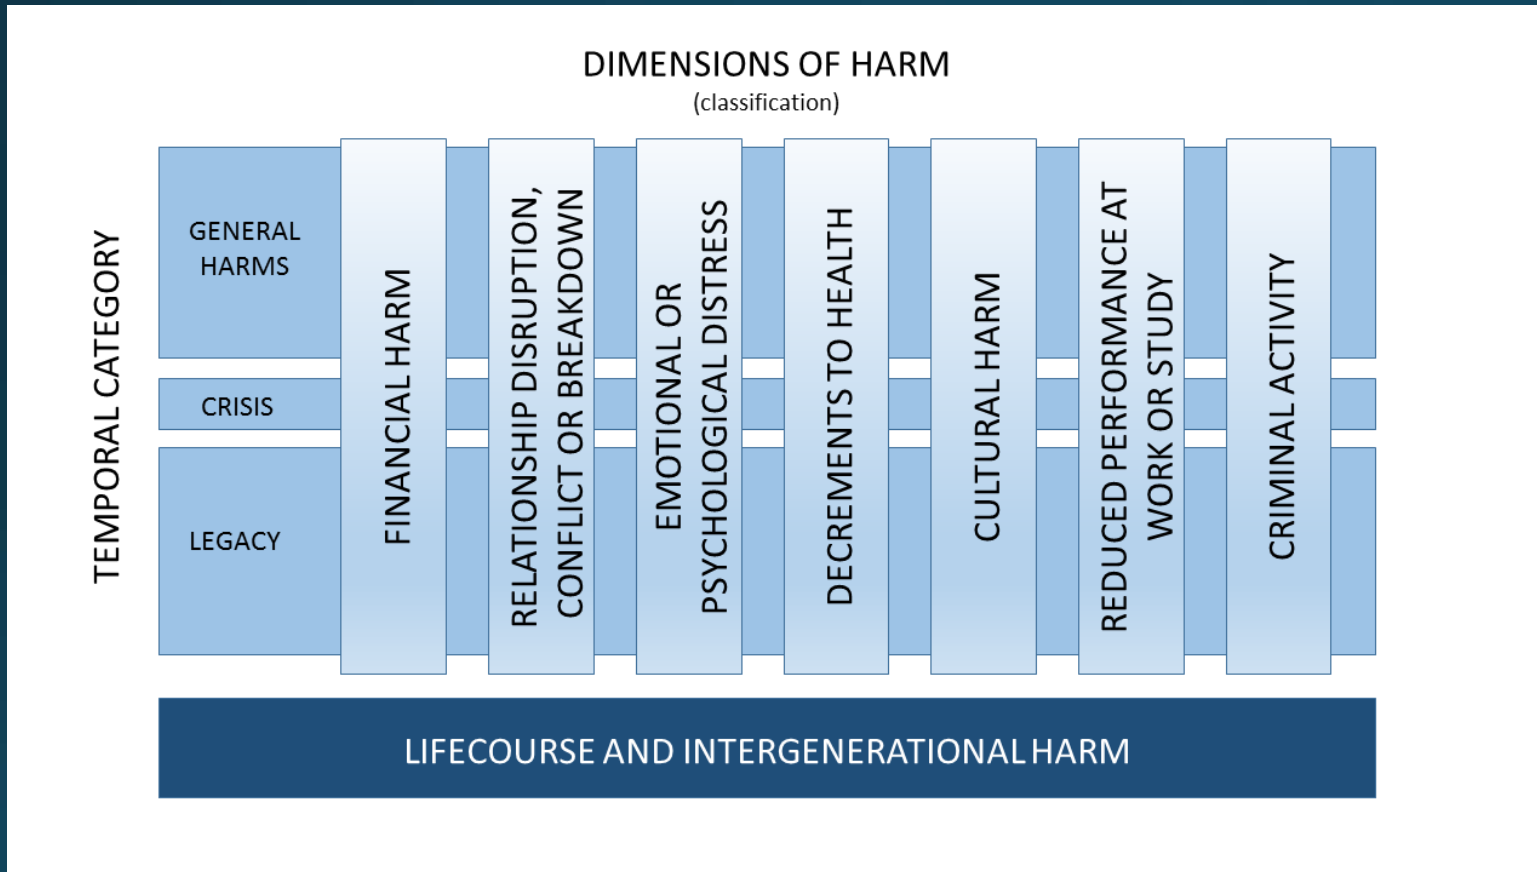 DIMENSIONS OF HARM
(classification)
TEMPORAL CATEGORY
GENERAL
HARMS
CRISIS
LEGACY
FINANCIAL HARM
RELATIONSHIP DISRUPTION,
CONFLICT OR BREAKDOWN
EMOTIONAL OR
PSYCHOLOGICAL DISTRESS
DECREMENTS TO HEALTH
CULTURAL HARM
REDUCED PERFORMANCE AT
WORK OR STUDY
CRIMINAL ACTIVITY
LIFECOURSE AND INTERGENERATIONAL HARM